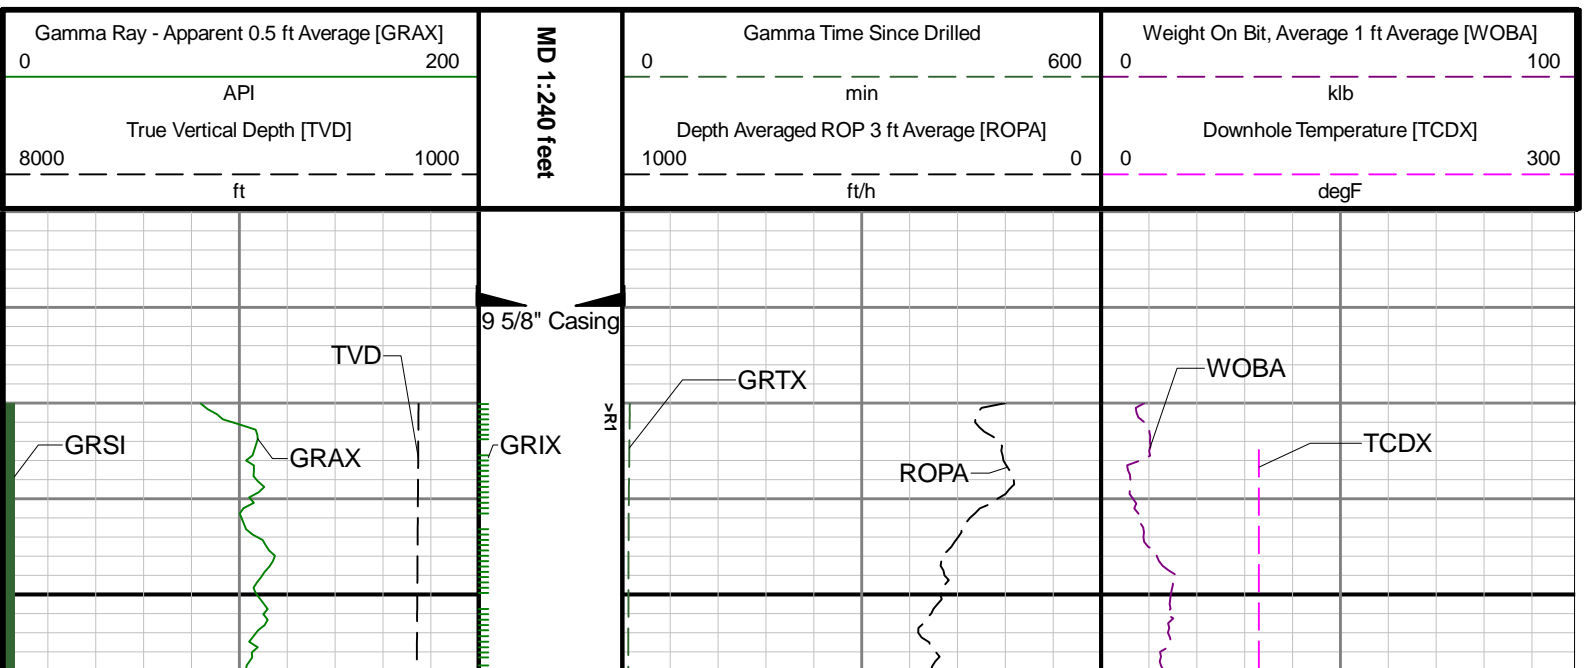 Gamma Ray - Apparent 0.5 ft Average [GRAX]
0 200
API
True Vertical Depth [TVD]
8000 1000
ft
MD 1:240 feet
Gamma Time Since Drilled
0 600
min
Depth Averaged ROP 3 ft Average [ROPA]
1000 0
ft/h
Weight On Bit, Average 1 ft Average [WOBA]
0 100
klb
Downhole Temperature [TCDX]
0 300
degF
9 5/8" Casing
TVD
GRSI
GRAX
GRIX
>R1
GRTX
ROPA
WOBA
TCDX